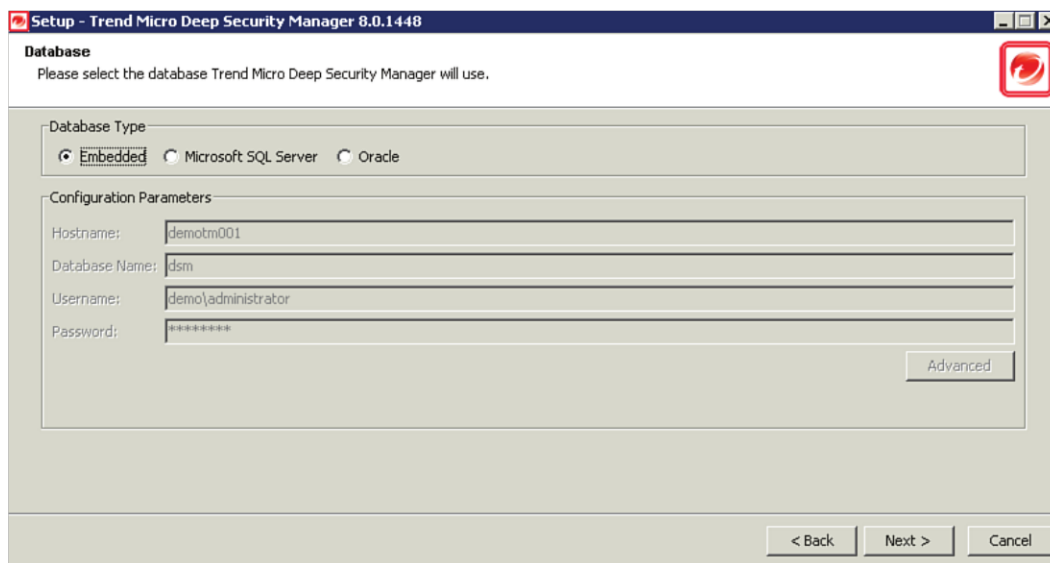 Setup - Trend Micro Deep Security Manager 8.0.1448
Database
Please select the database Trend Micro Deep Security Manager will use.
Database Type
Embedded Microsoft SQL Server Oracle
Configuration Parameters
Hostname: demotm001
Database Name: dsm
Username: demo\administrator
Password: ********
Advanced
< Back Next > Cancel